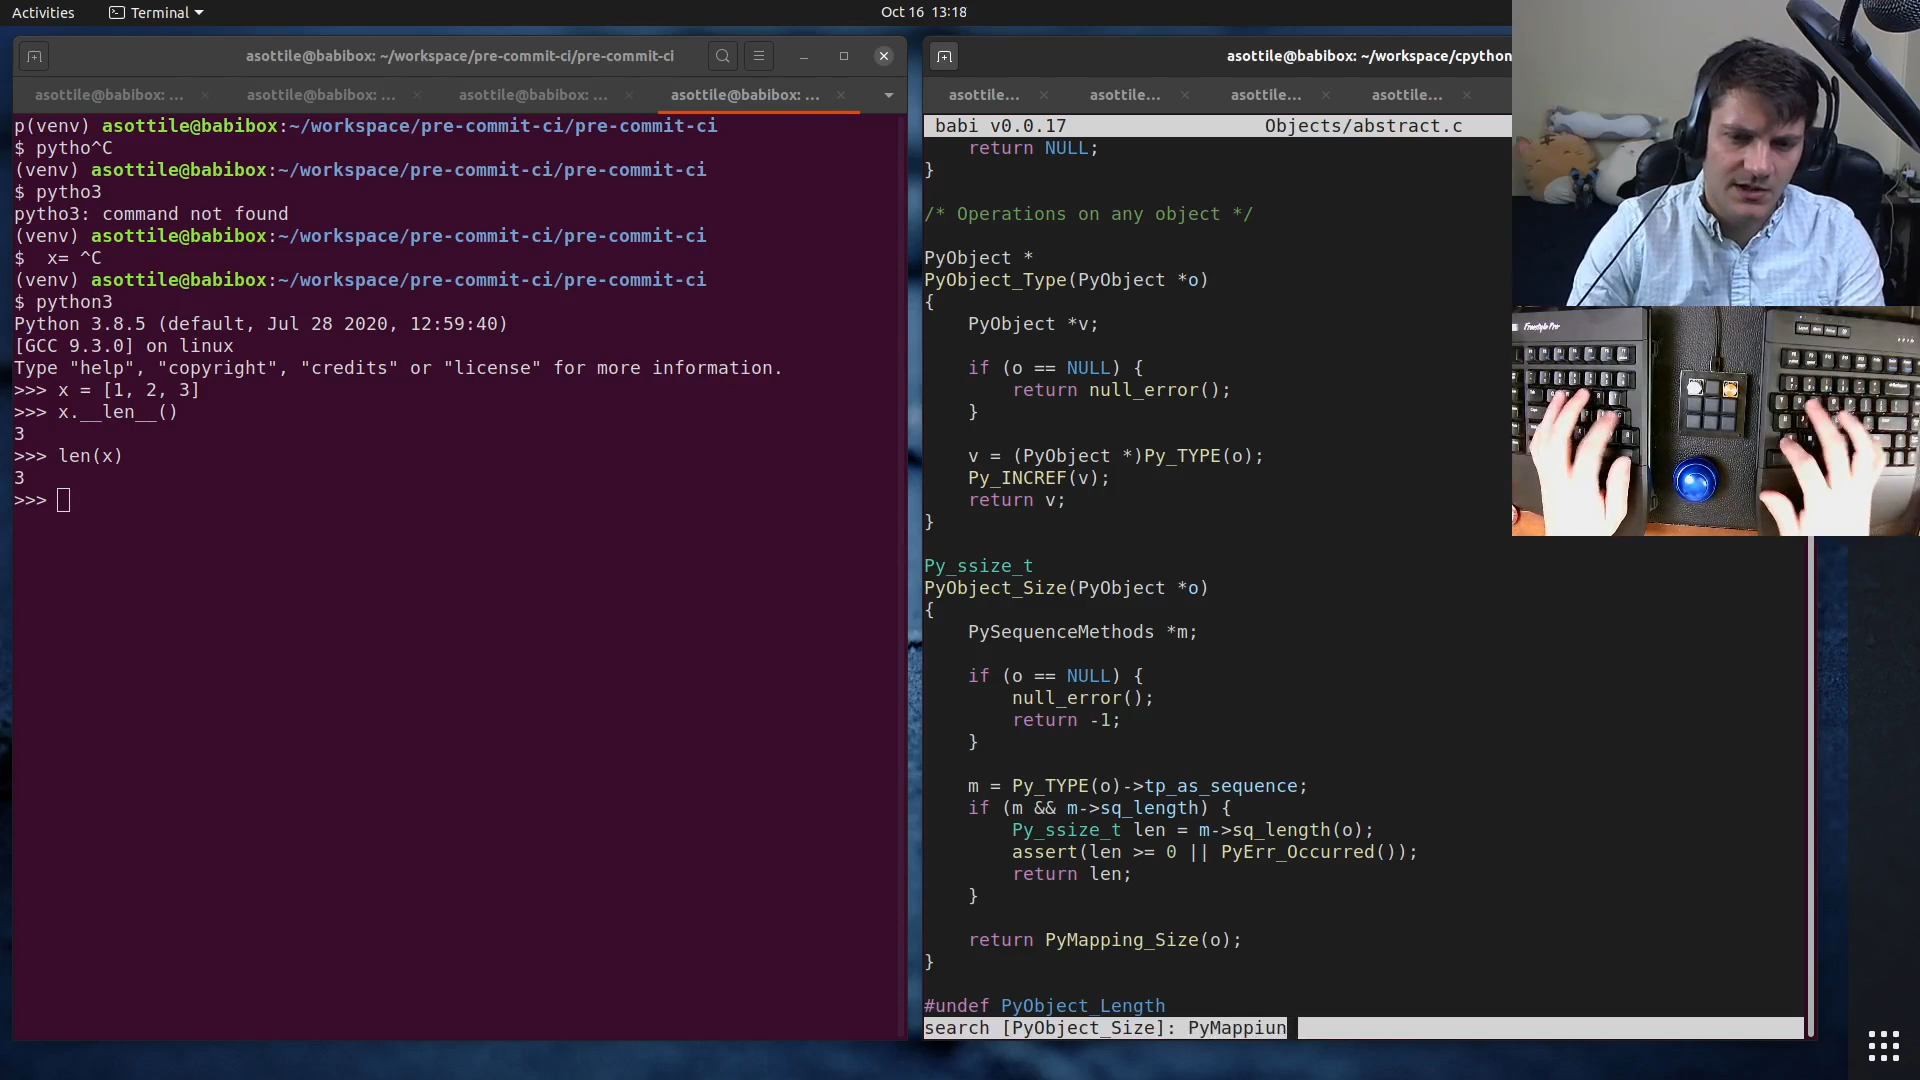 Activities
Terminal
Oct 16 13:18
asottile@babibox: ~/workspace/pre-commit-ci/pre-commit-ci
asottile@babibox: ...
asottile@babibox: ...
asottile@babibox: ...
asottile@babibox: ...
p(venv) asottile@babibox:~/workspace/pre-commit-ci/pre-commit-ci
$ pytho^C
(venv) asottile@babibox:~/workspace/pre-commit-ci/pre-commit-ci
$ pytho3
pytho3: command not found
(venv) asottile@babibox:~/workspace/pre-commit-ci/pre-commit-ci
$  x= ^C
(venv) asottile@babibox:~/workspace/pre-commit-ci/pre-commit-ci
$ python3
Python 3.8.5 (default, Jul 28 2020, 12:59:40)
[GCC 9.3.0] on linux
Type "help", "copyright", "credits" or "license" for more information.
>>> x = [1, 2, 3]
>>> x.__len__()
3
>>> len(x)
3
>>>
asottile@babibox: ~/workspace/cpython
asottile...
asottile...
asottile...
asottile...
babi v0.0.17 Objects/abstract.c
    return NULL;
}
/* Operations on any object */
PyObject *
PyObject_Type(PyObject *o)
{
    PyObject *v;
    if (o == NULL) {
        return null_error();
    }
    v = (PyObject *)Py_TYPE(o);
    Py_INCREF(v);
    return v;
}
Py_ssize_t
PyObject_Size(PyObject *o)
{
    PySequenceMethods *m;
    if (o == NULL) {
        null_error();
        return -1;
    }
    m = Py_TYPE(o)->tp_as_sequence;
    if (m && m->sq_length) {
        Py_ssize_t len = m->sq_length(o);
        assert(len >= 0 || PyErr_Occurred());
        return len;
    }
    return PyMapping_Size(o);
}
#undef PyObject_Length
search [PyObject_Size]: PyMappiun
Freestyle Pro